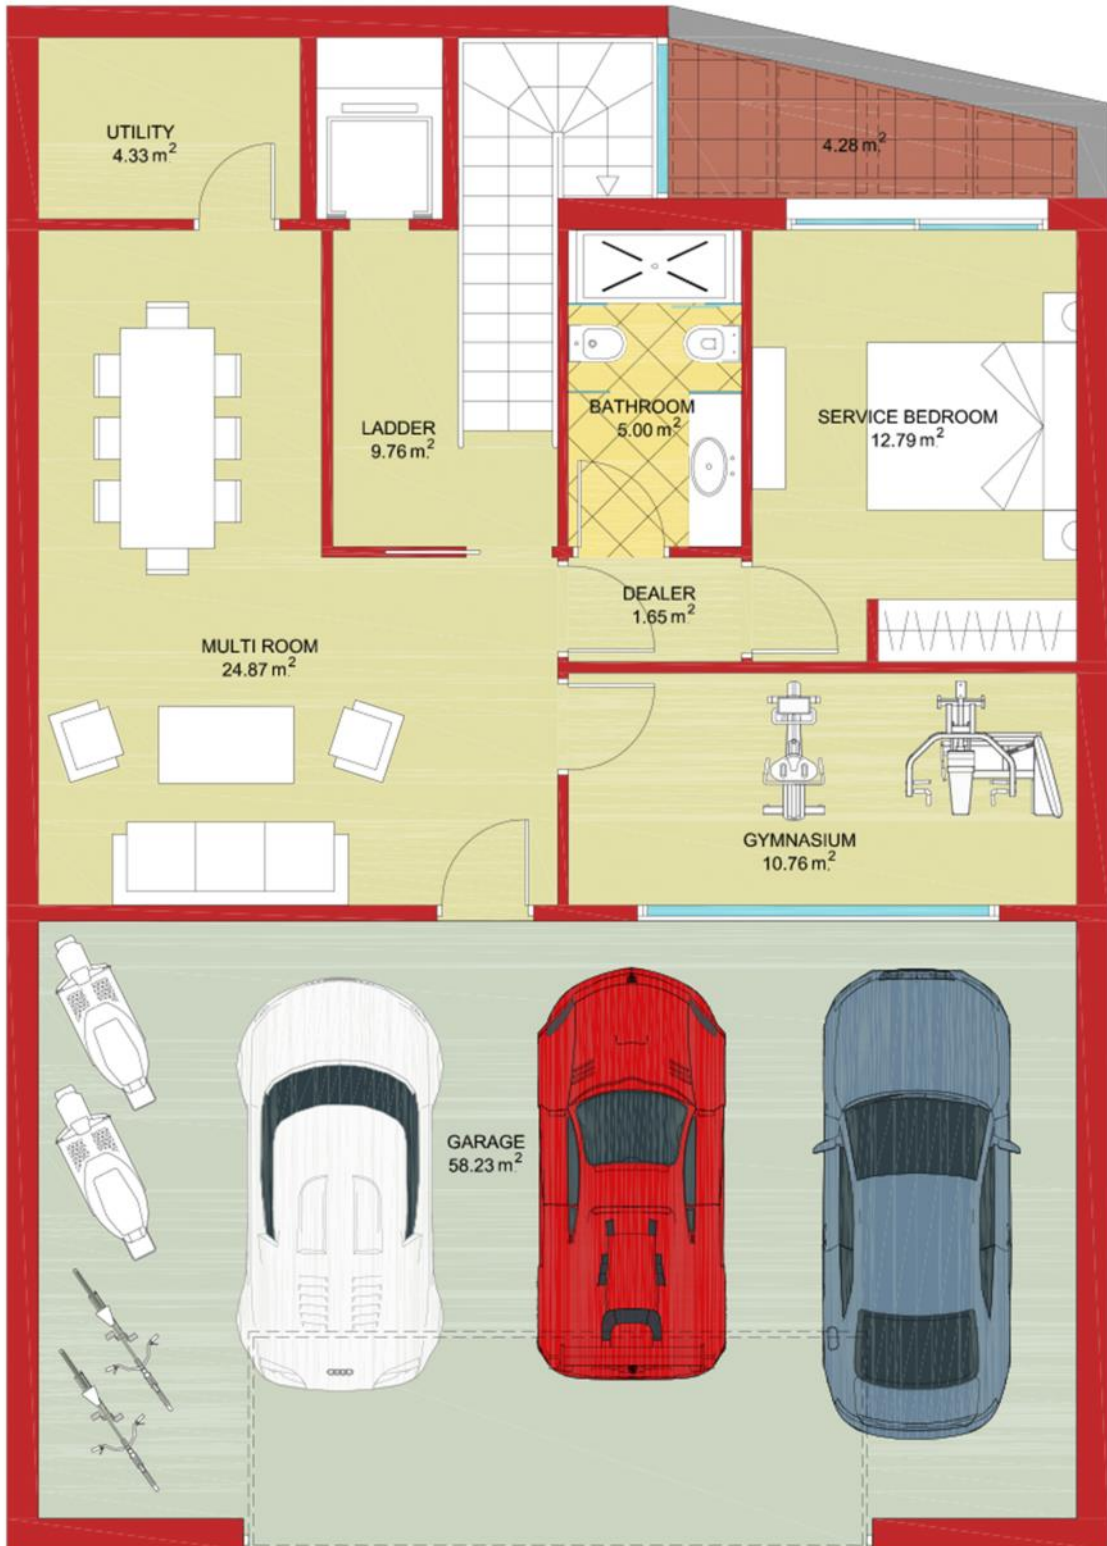 UTILITY
4.33 m²
4.28 m²
BATHROOM
5.00 m²
SERVICE BEDROOM
12.79 m²
LADDER
9.76 m²
DEALER
1.65 m²
MULTI ROOM
24.87 m²
GYMNASIUM
10.76 m²
GARAGE
58.23 m²